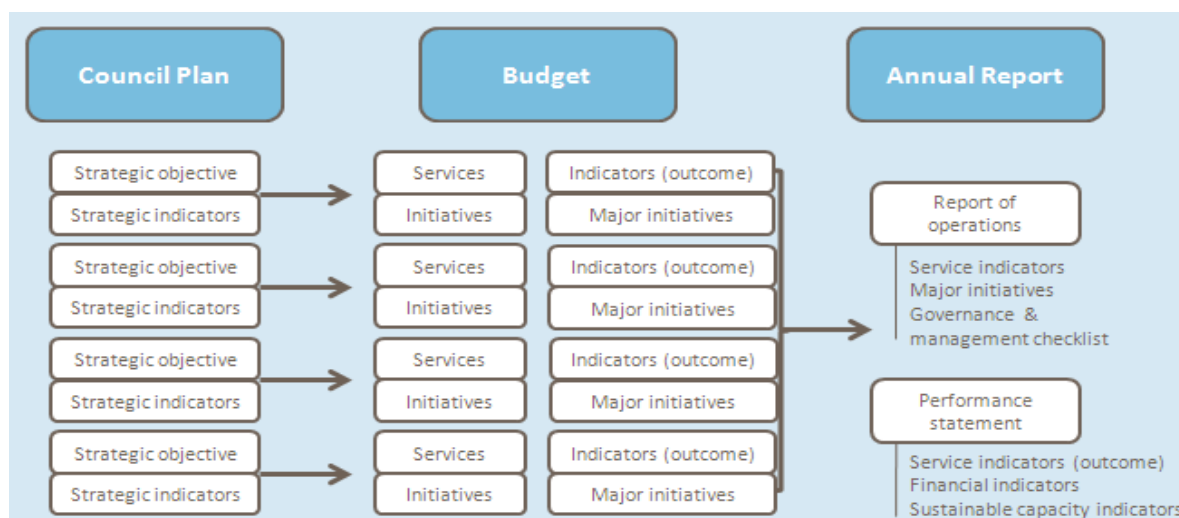 Council Plan
Budget
Annual Report
Strategic objective
Strategic indicators
Strategic objective
Strategic indicators
Strategic objective
Strategic indicators
Strategic objective
Strategic indicators
Services
Initiatives
Services
Initiatives
Services
Initiatives
Services
Initiatives
Indicators (outcome)
Major initiatives
Indicators (outcome)
Major initiatives
Indicators (outcome)
Major initiatives
Indicators (outcome)
Major initiatives
Report of
operations
Service indicators
Major initiatives
Governance &
management checklist
Performance
statement
Service indicators (outcome)
Financial indicators
Sustainable capacity indicators